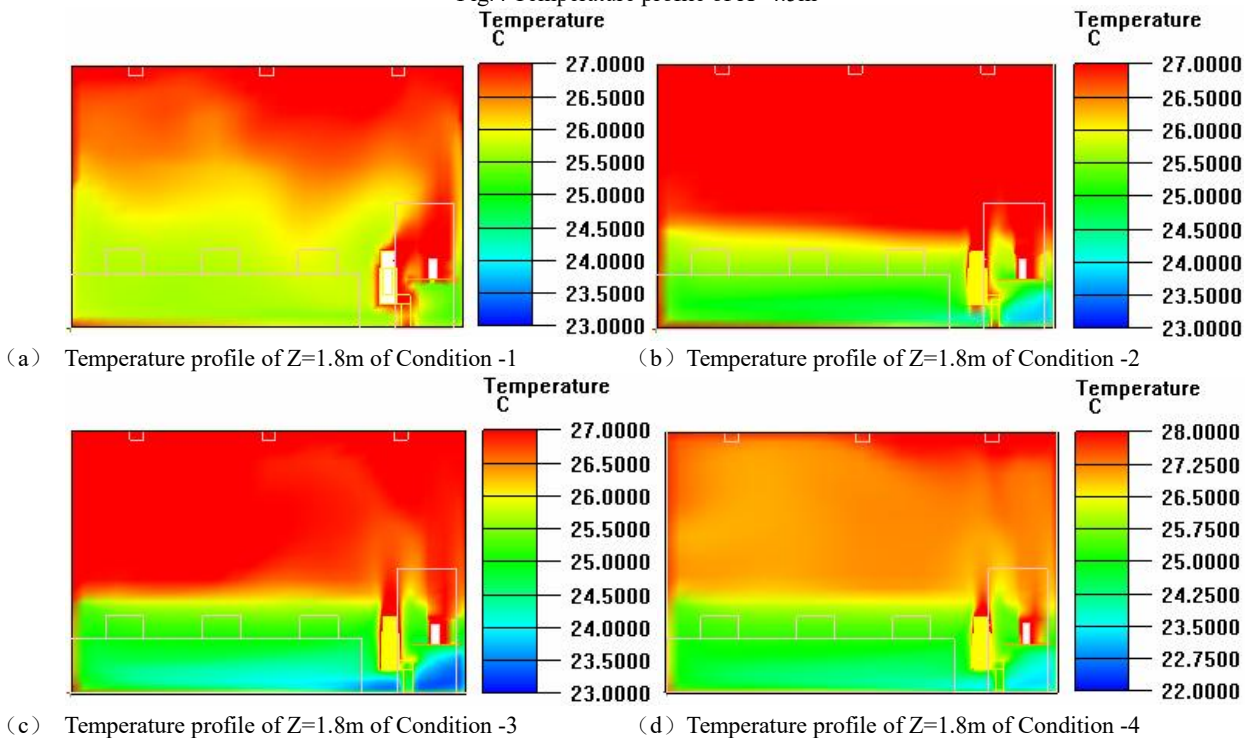 Temperature profile of
Temperature
C
27.0000
26.5000
26.0000
25.5000
25.0000
24.5000
24.0000
23.5000
23.0000
Temperature
C
27.0000
26.5000
26.0000
25.5000
25.0000
24.5000
24.0000
23.5000
23.0000
（a） Temperature profile of Z=1.8m of Condition -1
（b） Temperature profile of Z=1.8m of Condition -2
Temperature
C
27.0000
26.5000
26.0000
25.5000
25.0000
24.5000
24.0000
23.5000
23.0000
Temperature
C
28.0000
27.2500
26.5000
25.7500
25.0000
24.2500
23.5000
22.7500
22.0000
（c） Temperature profile of Z=1.8m of Condition -3
（d） Temperature profile of Z=1.8m of Condition -4